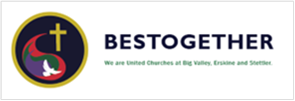 BESTOGETHER
We are United Churches at Big Valley, Erskine and Stettler.